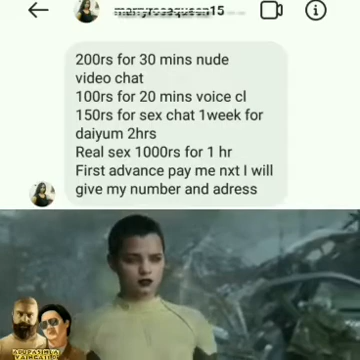 200rs for 30 mins nude
video chat
100rs for 20 mins voice cl
150rs for sex chat 1week for
daiyum 2hrs
Real sex 1000rs for 1 hr
First advance pay me nxt I will
give my number and adress